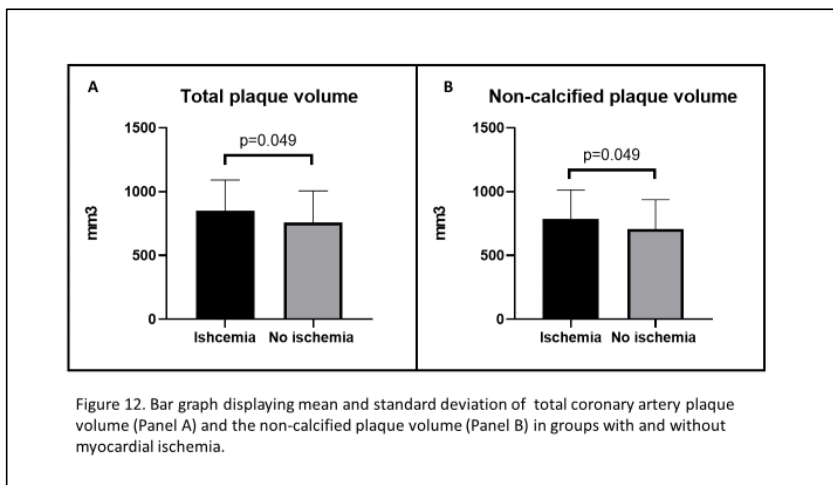 A
Total plaque volume
1500
p=0.049
1000
mm3
500
0
Ishcemia No ischemia
B
Non-calcified plaque volume
1500
p=0.049
1000
mm3
500
0
Ischemia No ischemia
Figure 12. Bar graph displaying mean and standard deviation of total coronary artery plaque
volume (Panel A) and the non-calcified plaque volume (Panel B) in groups with and without
myocardial ischemia.